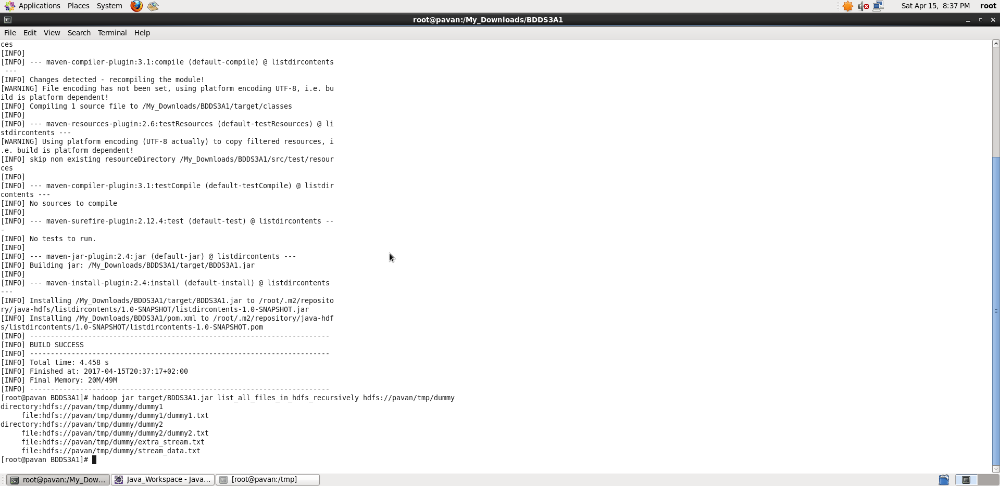 Applications Places System
Sat Apr 15, 8:37 PM root
root@pavan:/My_Downloads/BDDS3A1
File Edit View Search Terminal Help
ces
[INFO]
[INFO] --- maven-compiler-plugin:3.1:compile (default-compile) @ listdircontents
 ---
[INFO] Changes detected - recompiling the module!
[WARNING] File encoding has not been set, using platform encoding UTF-8, i.e. bu
ild is platform dependent!
[INFO] Compiling 1 source file to /My_Downloads/BDDS3A1/target/classes
[INFO]
[INFO] --- maven-resources-plugin:2.6:testResources (default-testResources) @ li
stdircontents ---
[WARNING] Using platform encoding (UTF-8 actually) to copy filtered resources, i
.e. build is platform dependent!
[INFO] skip non existing resourceDirectory /My_Downloads/BDDS3A1/src/test/resour
ces
[INFO]
[INFO] --- maven-compiler-plugin:3.1:testCompile (default-testCompile) @ listdir
contents ---
[INFO] No sources to compile
[INFO]
[INFO] --- maven-surefire-plugin:2.12.4:test (default-test) @ listdircontents --
-
[INFO] No tests to run.
[INFO]
[INFO] --- maven-jar-plugin:2.4:jar (default-jar) @ listdircontents ---
[INFO] Building jar: /My_Downloads/BDDS3A1/target/BDDS3A1.jar
[INFO]
[INFO] --- maven-install-plugin:2.4:install (default-install) @ listdircontents
---
[INFO] Installing /My_Downloads/BDDS3A1/target/BDDS3A1.jar to /root/.m2/reposito
ry/java-hdfs/listdircontents/1.0-SNAPSHOT/listdircontents-1.0-SNAPSHOT.jar
[INFO] Installing /My_Downloads/BDDS3A1/pom.xml to /root/.m2/repository/java-hdf
s/listdircontents/1.0-SNAPSHOT/listdircontents-1.0-SNAPSHOT.pom
[INFO] ------------------------------------------------------------------------
[INFO] BUILD SUCCESS
[INFO] ------------------------------------------------------------------------
[INFO] Total time: 4.458 s
[INFO] Finished at: 2017-04-15T20:37:17+02:00
[INFO] Final Memory: 20M/49M
[INFO] ------------------------------------------------------------------------
[root@pavan BDDS3A1]# hadoop jar target/BDDS3A1.jar list_all_files_in_hdfs_recursively hdfs://pavan/tmp/dummy
directory:hdfs://pavan/tmp/dummy/dummy1
     file:hdfs://pavan/tmp/dummy/dummy1/dummy1.txt
directory:hdfs://pavan/tmp/dummy/dummy2
     file:hdfs://pavan/tmp/dummy/dummy2/dummy2.txt
     file:hdfs://pavan/tmp/dummy/extra_stream.txt
     file:hdfs://pavan/tmp/dummy/stream_data.txt
[root@pavan BDDS3A1]#
root@pavan:/My_Dow... Java_Workspace - Java... [root@pavan:/tmp]